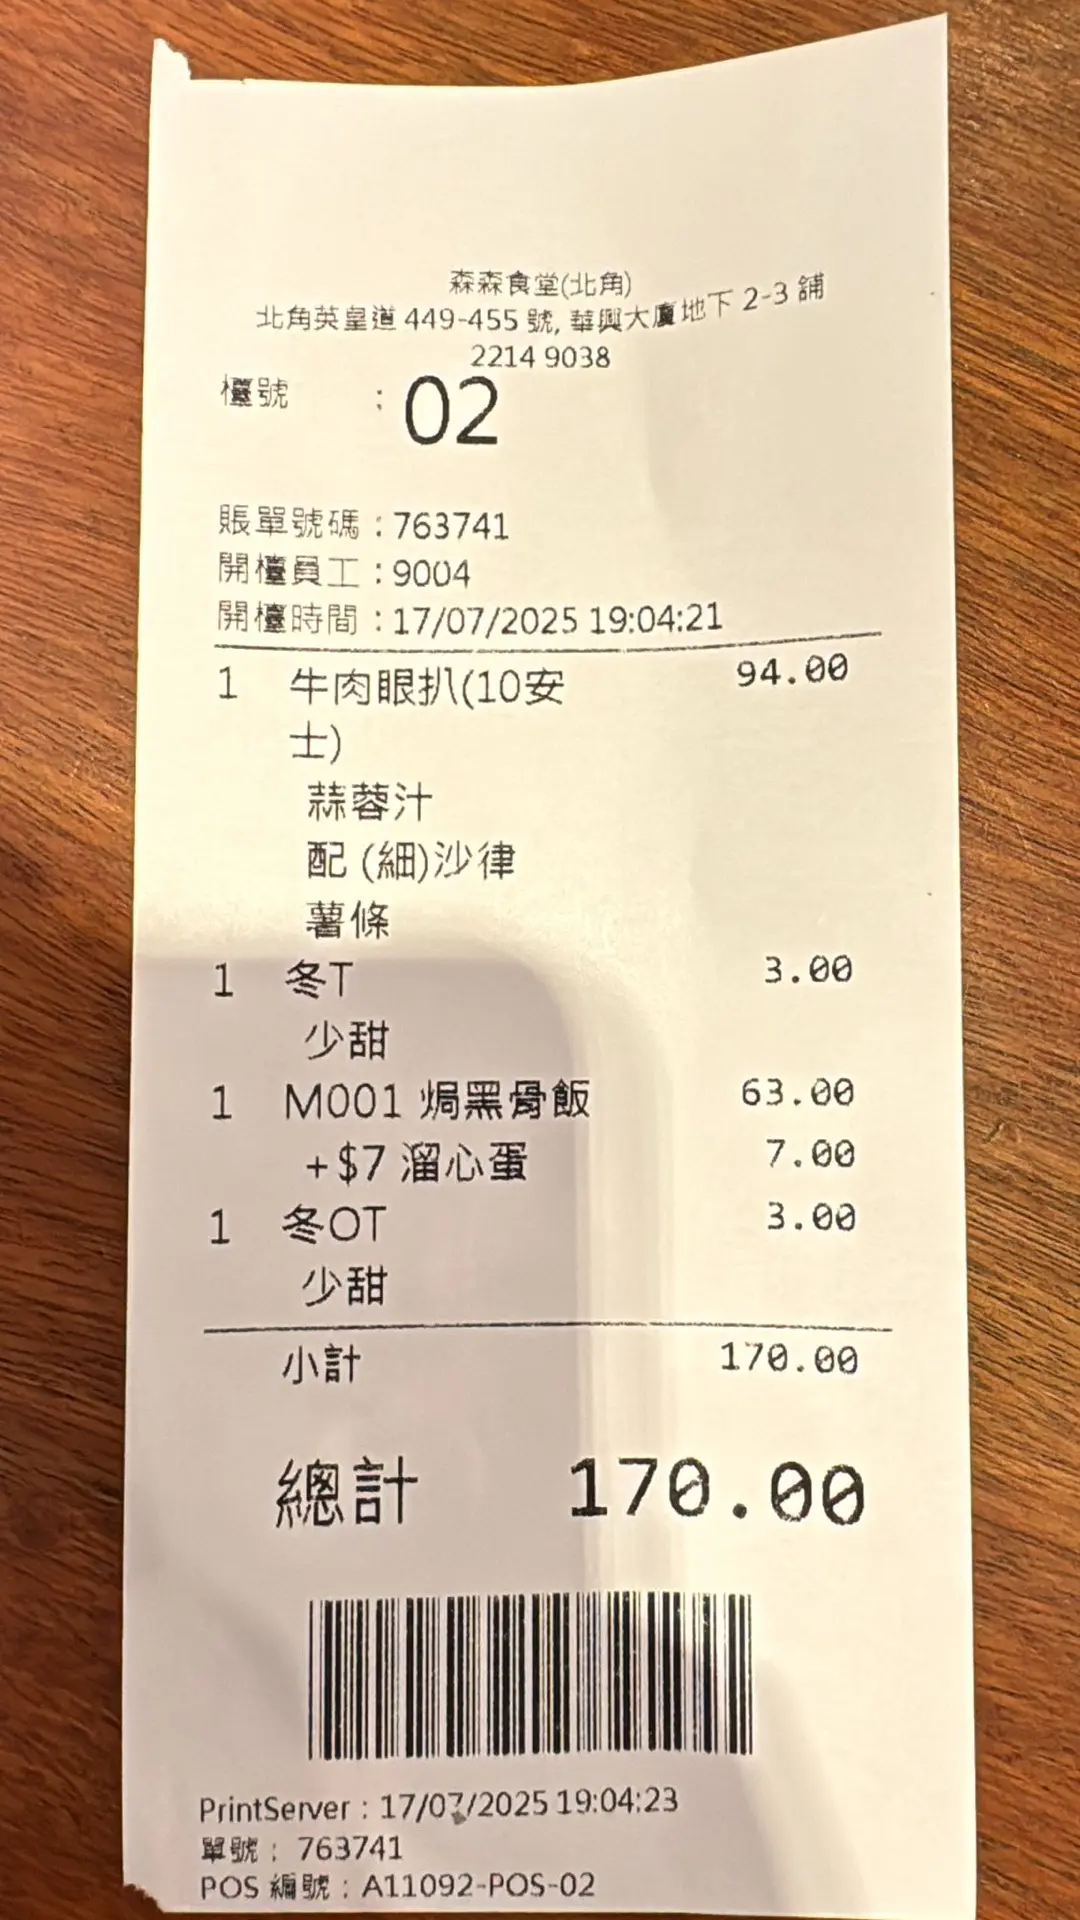 森森食堂(北角)
北角英皇道 449-455 號, 華興大廈地下 2-3 舖
2214 9038
檯號 : 02
賬單號碼 : 763741
開檯員工 : 9004
開檯時間 : 17/07/2025 19:04:21
1 牛肉眼扒(10安 94.00
士)
蒜蓉汁
配 (細)沙律
薯條
1 冬T 3.00
少甜
1 M001 焗黑骨飯 63.00
+$7 溜心蛋 7.00
1 冬OT 3.00
少甜
小計 170.00
總計 170.00
PrintServer : 17/07/2025 19:04:23
單號 : 763741
POS 編號 : A11092-POS-02